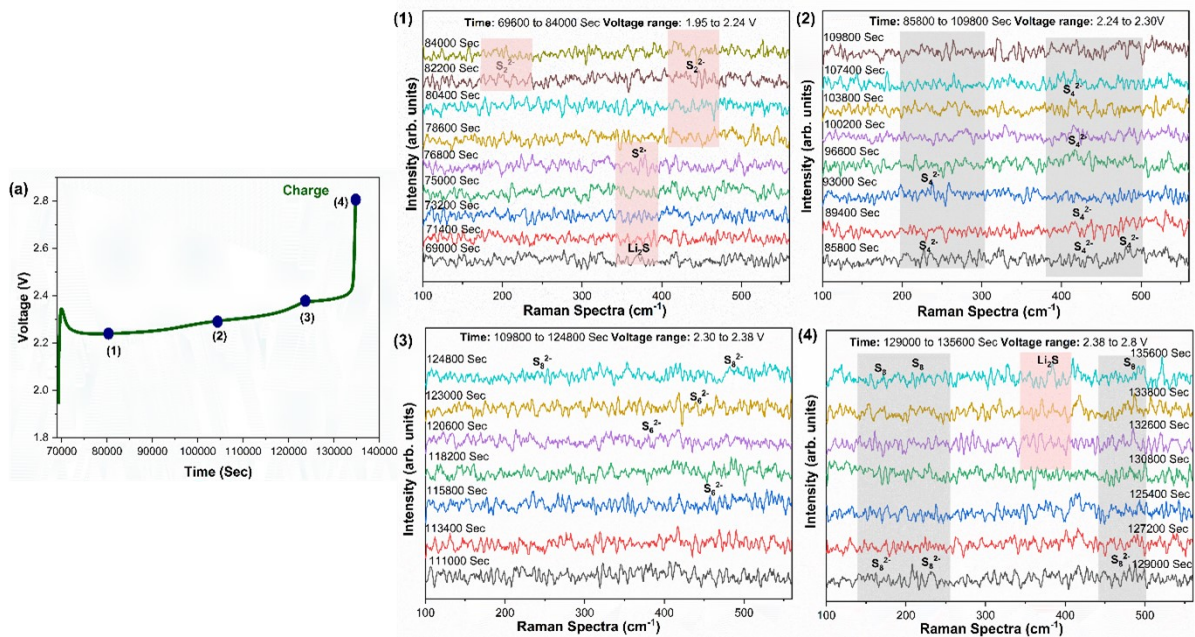 (a)
Charge
(4)
(1)
(2)
(3)
2.8
2.6
2.4
2.2
2.0
1.8
Voltage (V)
70000 80000 90000 100000 110000 120000 130000 140000
Time (Sec)
(1)
Time: 69600 to 84000 Sec Voltage range: 1.95 to 2.24 V
84000 Sec
S₂²⁻ S₂²⁻
82200 Sec
80400 Sec
78600 Sec
S²⁻
76800 Sec
75000 Sec
73200 Sec
71400 Sec
Li₂S
69000 Sec
Intensity (arb. units)
100 200 300 400 500
Raman Spectra (cm⁻¹)
(2)
Time: 85800 to 109800 Sec Voltage range: 2.24 to 2.30V
109800 Sec
107400 Sec
S₄²⁻
103800 Sec
100200 Sec
S₄²⁻
96600 Sec
S₄²⁻
93000 Sec
S₄²⁻
89400 Sec
S₄²⁻ S₄²⁻ S₄²⁻
85800 Sec
Intensity (arb. units)
100 200 300 400 500
Raman Spectra (cm⁻¹)
(3)
Time: 109800 to 124800 Sec Voltage range: 2.30 to 2.38 V
124800 Sec
S₈²⁻ S₈²⁻
123000 Sec
S₆²⁻
120600 Sec
S₆²⁻
118200 Sec
115800 Sec
S₆²⁻
113400 Sec
111000 Sec
Intensity (arb. units)
100 200 300 400 500
Raman Spectra (cm⁻¹)
(4)
Time: 129000 to 135600 Sec Voltage range: 2.38 to 2.8 V
Li₂S
135600 Sec
S₈ S₈ S₈
133800 Sec
132600 Sec
130800 Sec
125400 Sec
127200 Sec
S₈²⁻ S₈²⁻ S₈²⁻
129000 Sec
Intensity (arb. units)
100 200 300 400 500
Raman Spectra (cm⁻¹)